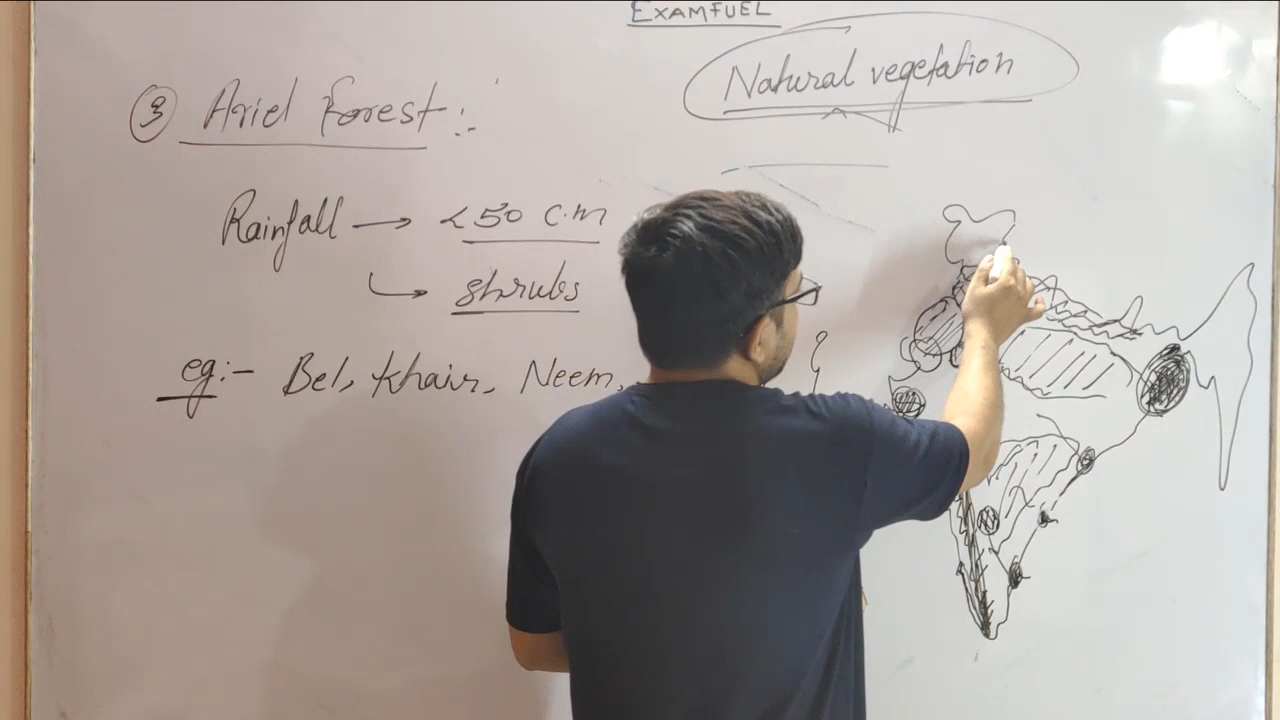 EXAMFUEL
Natural vegetation
③ Ariel Forest:-
Rainfall → <50 c.m
↳ shrubs
eg:- Bel, Khair, Neem,